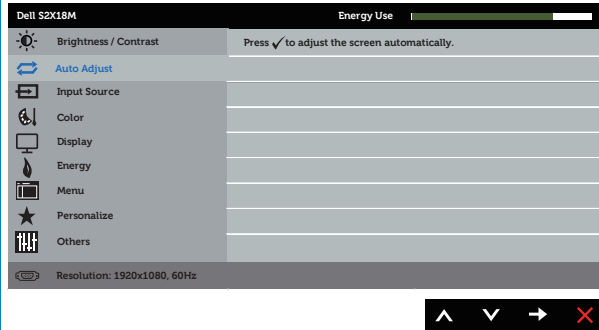 Dell S2X18M Energy Use
Brightness / Contrast
Press ✓ to adjust the screen automatically.
Auto Adjust
Input Source
Color
Display
Energy
Menu
Personalize
Others
Resolution: 1920x1080, 60Hz